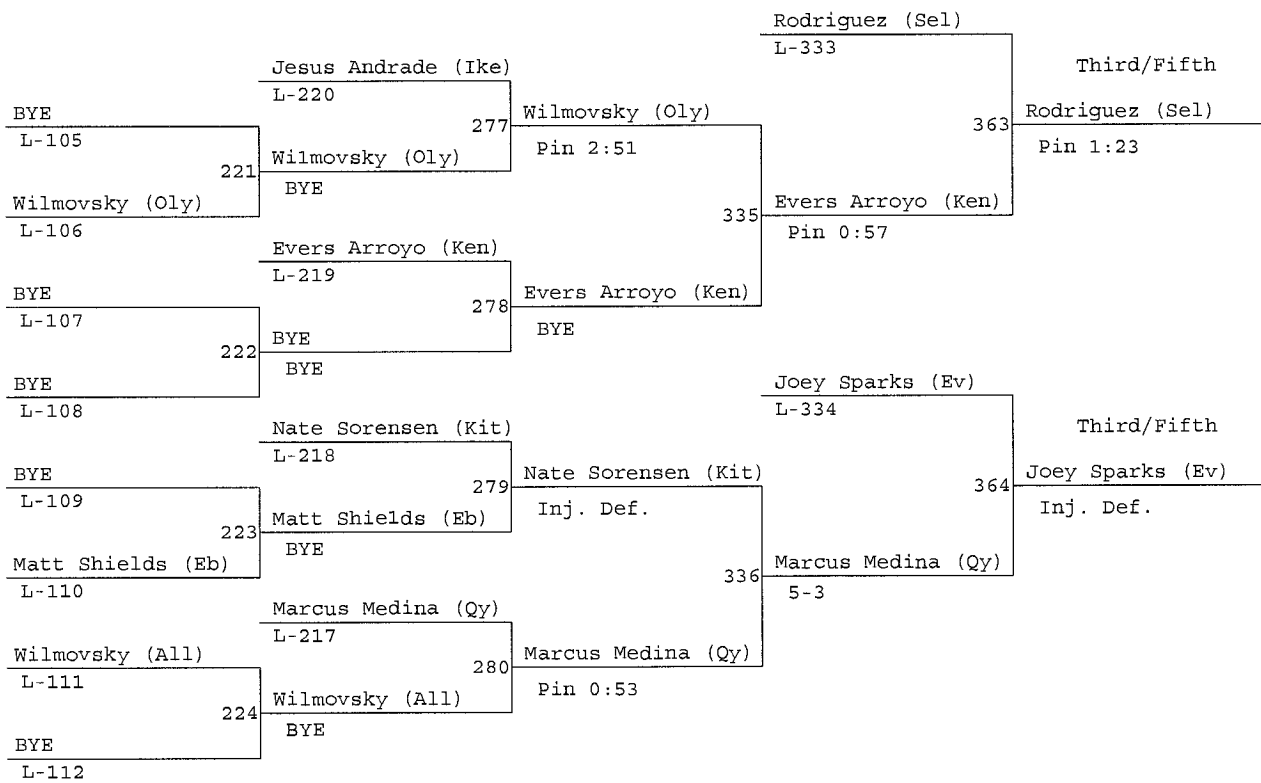 Rodriguez (Sel)
L-333
Third/Fifth
Jesus Andrade (Ike)
L-220
BYE
L-105
277
Wilmovsky (Oly)
Pin 2:51
363
Rodriguez (Sel)
Pin 1:23
221
Wilmovsky (Oly)
BYE
Wilmovsky (Oly)
L-106
335
Evers Arroyo (Ken)
Pin 0:57
Evers Arroyo (Ken)
L-219
BYE
L-107
278
Evers Arroyo (Ken)
BYE
222
BYE
BYE
BYE
L-108
Joey Sparks (Ev)
L-334
Third/Fifth
Nate Sorensen (Kit)
L-218
BYE
L-109
279
Nate Sorensen (Kit)
Inj. Def.
364
Joey Sparks (Ev)
Inj. Def.
223
Matt Shields (Eb)
BYE
Matt Shields (Eb)
L-110
336
Marcus Medina (Qy)
5-3
Marcus Medina (Qy)
L-217
Wilmovsky (All)
L-111
280
Marcus Medina (Qy)
Pin 0:53
224
Wilmovsky (All)
BYE
BYE
L-112